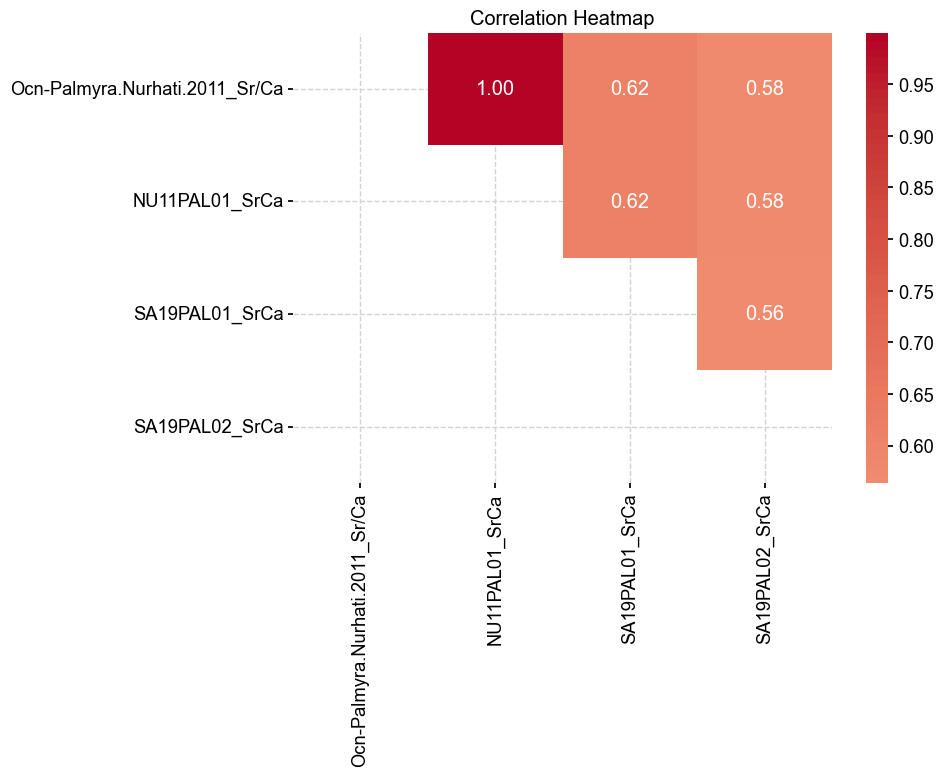 Correlation Heatmap
Ocn-Palmyra.Nurhati.2011_Sr/Ca
1.00 0.62 0.58
NU11PAL01_SrCa
0.62 0.58
SA19PAL01_SrCa
0.56
SA19PAL02_SrCa
0.95
0.90
0.85
0.80
0.75
0.70
0.65
0.60
Ocn-Palmyra.Nurhati.2011_Sr/Ca
NU11PAL01_SrCa
SA19PAL01_SrCa
SA19PAL02_SrCa